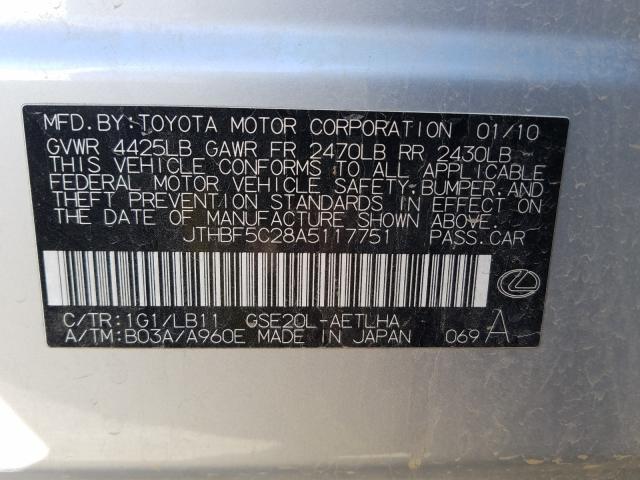 MFD.BY:TOYOTA MOTOR CORPORATION 01/10
GVWR 4425LB GAWR FR 2470LB RR 2430LB
THIS VEHICLE CONFORMS TO ALL APPLICABLE
FEDERAL MOTOR VEHICLE SAFETY,BUMPER,AND
THEFT PREVENTION STANDARDS IN EFFECT ON
THE DATE OF MANUFACTURE SHOWN ABOVE.
JTHBF5C28A5117751 PASS.CAR
C/TR:1G1/LB11 GSE20L-AETLHA
A/TM:B03A/A960E MADE IN JAPAN 069 A